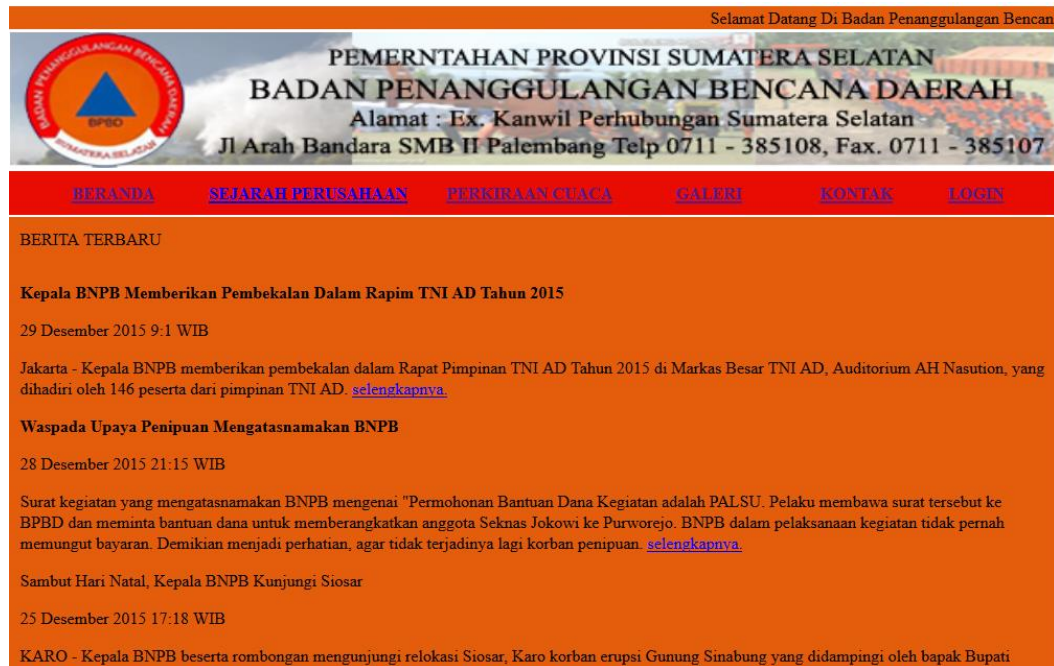 Selamat Datang Di Badan Penanggulangan Bencan
BADAN PENANGGULANGAN BENCANA DAERAH
BPBD
SUMATERA SELATAN
PEMERNTAHAN PROVINSI SUMATERA SELATAN
BADAN PENANGGULANGAN BENCANA DAERAH
Alamat : Ex. Kanwil Perhubungan Sumatera Selatan
Jl Arah Bandara SMB II Palembang Telp 0711 - 385108, Fax. 0711 - 385107
BERANDA SEJARAH PERUSAHAAN PERKIRAAN CUACA GALERI KONTAK LOGIN
BERITA TERBARU
Kepala BNPB Memberikan Pembekalan Dalam Rapim TNI AD Tahun 2015
29 Desember 2015 9:1 WIB
Jakarta - Kepala BNPB memberikan pembekalan dalam Rapat Pimpinan TNI AD Tahun 2015 di Markas Besar TNI AD, Auditorium AH Nasution, yang
dihadiri oleh 146 peserta dari pimpinan TNI AD. selengkapnya.
Waspada Upaya Penipuan Mengatasnamakan BNPB
28 Desember 2015 21:15 WIB
Surat kegiatan yang mengatasnamakan BNPB mengenai "Permohonan Bantuan Dana Kegiatan adalah PALSU. Pelaku membawa surat tersebut ke
BPBD dan meminta bantuan dana untuk memberangkatkan anggota Seknas Jokowi ke Purworejo. BNPB dalam pelaksanaan kegiatan tidak pernah
memungut bayaran. Demikian menjadi perhatian, agar tidak terjadinya lagi korban penipuan. selengkapnya.
Sambut Hari Natal, Kepala BNPB Kunjungi Siosar
25 Desember 2015 17:18 WIB
KARO - Kepala BNPB beserta rombongan mengunjungi relokasi Siosar, Karo korban erupsi Gunung Sinabung yang didampingi oleh bapak Bupati